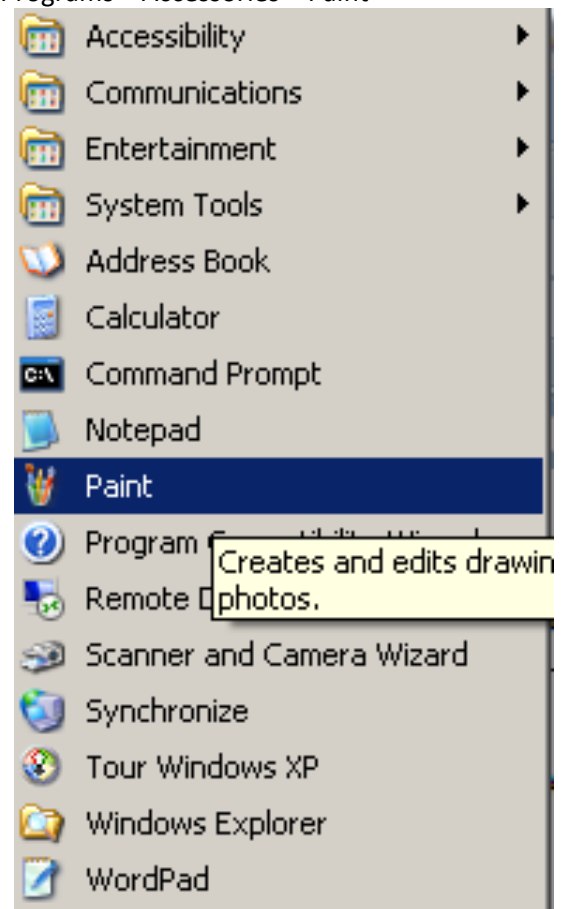 Accessibility
Communications
Entertainment
System Tools
Address Book
Calculator
C:\
Command Prompt
Notepad
Paint
Program
Creates and edits drawin
Remote
photos.
Scanner and Camera Wizard
Synchronize
Tour Windows XP
Windows Explorer
WordPad